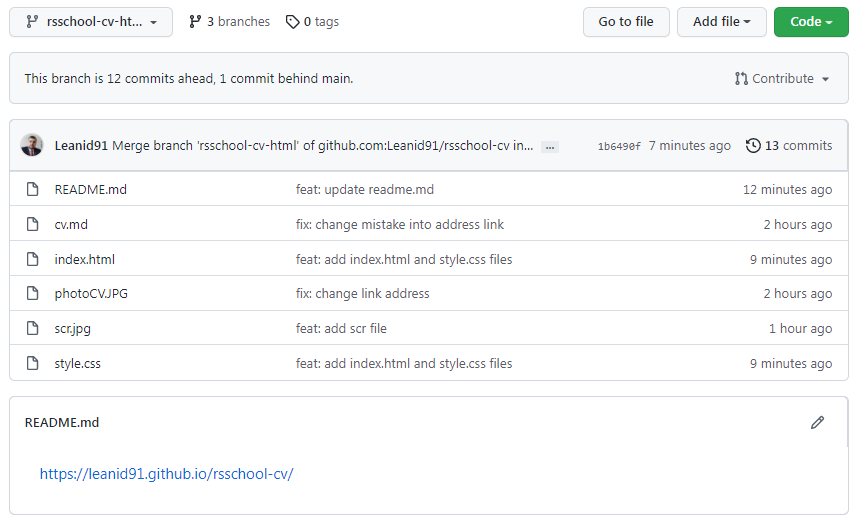 rsschool-cv-ht... 3 branches 0 tags Go to file Add file Code
This branch is 12 commits ahead, 1 commit behind main. Contribute
Leanid91 Merge branch 'rsschool-cv-html' of github.com:Leanid91/rsschool-cv in... ... 1b6490f 7 minutes ago 13 commits
README.md feat: update readme.md 12 minutes ago
cv.md fix: change mistake into address link 2 hours ago
index.html feat: add index.html and style.css files 9 minutes ago
photoCV.JPG fix: change link address 2 hours ago
scr.jpg feat: add scr file 1 hour ago
style.css feat: add index.html and style.css files 9 minutes ago
README.md
https://leanid91.github.io/rsschool-cv/